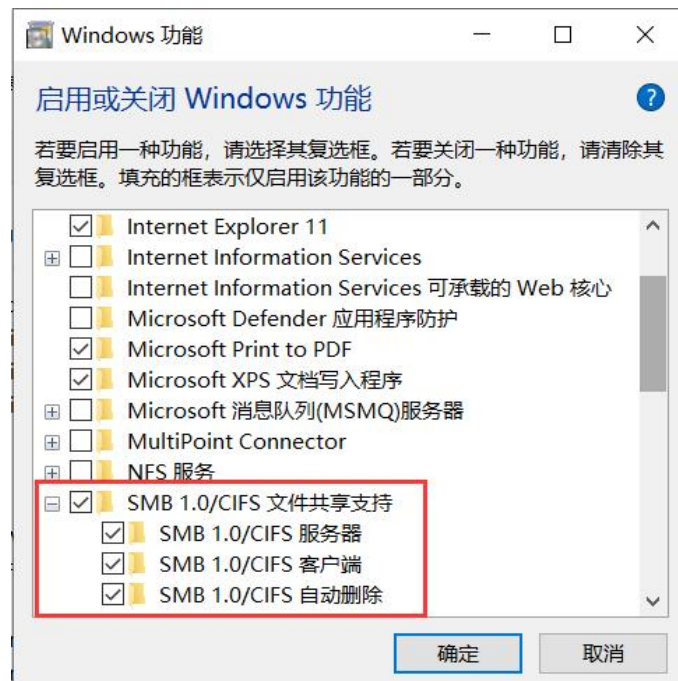 Windows 功能
启用或关闭 Windows 功能
?
若要启用一种功能，请选择其复选框。若要关闭一种功能，请清除其
复选框。填充的框表示仅启用该功能的一部分。
Internet Explorer 11
Internet Information Services
Internet Information Services 可承载的 Web 核心
Microsoft Defender 应用程序防护
Microsoft Print to PDF
Microsoft XPS 文档写入程序
Microsoft 消息队列(MSMQ)服务器
MultiPoint Connector
NFS 服务
SMB 1.0/CIFS 文件共享支持
SMB 1.0/CIFS 服务器
SMB 1.0/CIFS 客户端
SMB 1.0/CIFS 自动删除
确定
取消